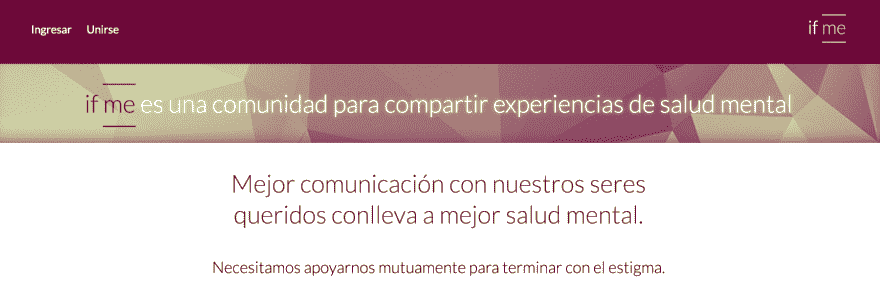 Ingresar Unirse if me
if me es una comunidad para compartir experiencias de salud mental
Mejor comunicación con nuestros seres
queridos conlleva a mejor salud mental.
Necesitamos apoyarnos mutuamente para terminar con el estigma.